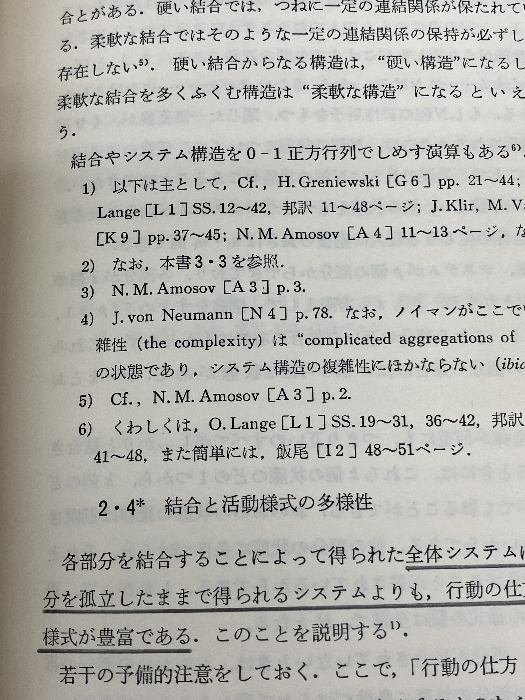 合とがある．硬い結合では，つねに一定の連結関係が保たれて
る．柔軟な結合ではそのような一定の連結関係の保持が必ずし
存在しない⁵⁾．硬い結合からなる構造は，“硬い構造”になるし
柔軟な結合を多くふくむ構造は“柔軟な構造”になるといえ
う．
結合やシステム構造を0-1正方行列でしめす演算もある⁶⁾．
1) 以下は主として，Cf., H. Greniewski［G 6］pp. 21~44;
Lange［L 1］SS. 12~42，邦訳 11~48ページ；J. Klir, M. V.
［K 9］pp. 37~45; N. M. Amosov［A 4］11~13ページ，な
2) なお，本書3・3を参照．
3) N. M. Amosov［A 3］p. 3.
4) J. von Neumann［N 4］p. 78. なお，ノイマンがここで
雑性 (the complexity) は “complicated aggregations of
の状態であり，システム構造の複雑性にほかならない (ibid
5) Cf., N. M. Amosov［A 3］p. 2.
6) くわしくは，O. Lange［L 1］SS. 19~31, 36~42，邦訳
41~48，また簡単には，飯尾［I 2］48~51ページ．
2・4* 結合と活動様式の多様性
各部分を結合することによって得られた全体システムは
分を孤立したままで得られるシステムよりも，行動の仕方
様式が豊富である．このことを説明する¹⁾．
若干の予備的注意をしておく．ここで，「行動の仕方